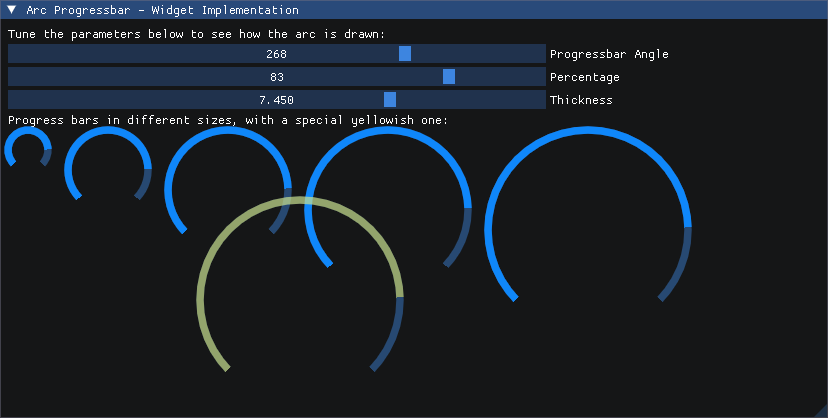 Arc Progressbar - Widget Implementation
Tune the parameters below to see how the arc is drawn:
268 Progressbar Angle
83 Percentage
7.450 Thickness
Progress bars in different sizes, with a special yellowish one: